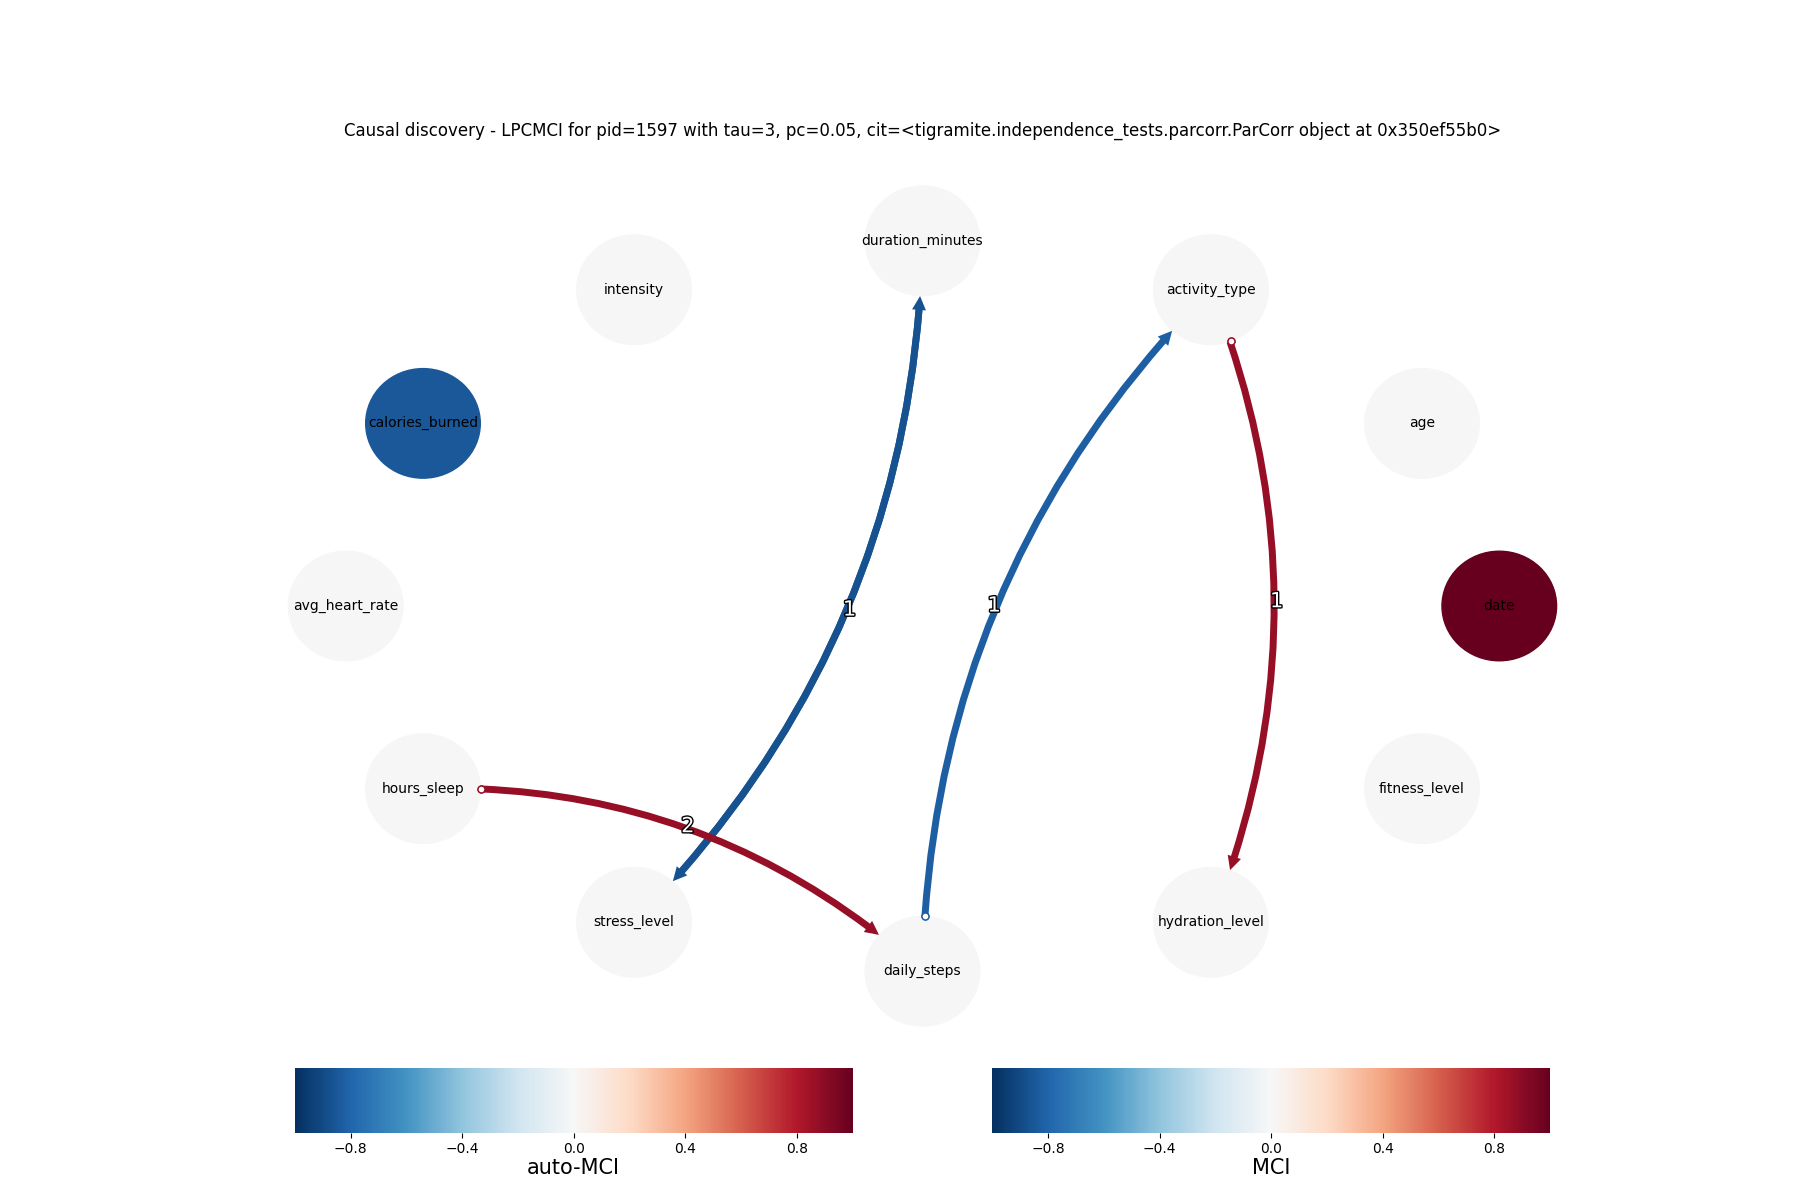 Causal discovery - LPCMCI for pid=1597 with tau=3, pc=0.05, cit=<tigramite.independence_tests.parcorr.ParCorr object at 0x350ef55b0>
duration_minutes
intensity
activity_type
calories_burned
age
avg_heart_rate
1
1
1
date
hours_sleep
2
fitness_level
stress_level
daily_steps
hydration_level
−0.8 −0.4 0.0 0.4 0.8
auto-MCI
−0.8 −0.4 0.0 0.4 0.8
MCI